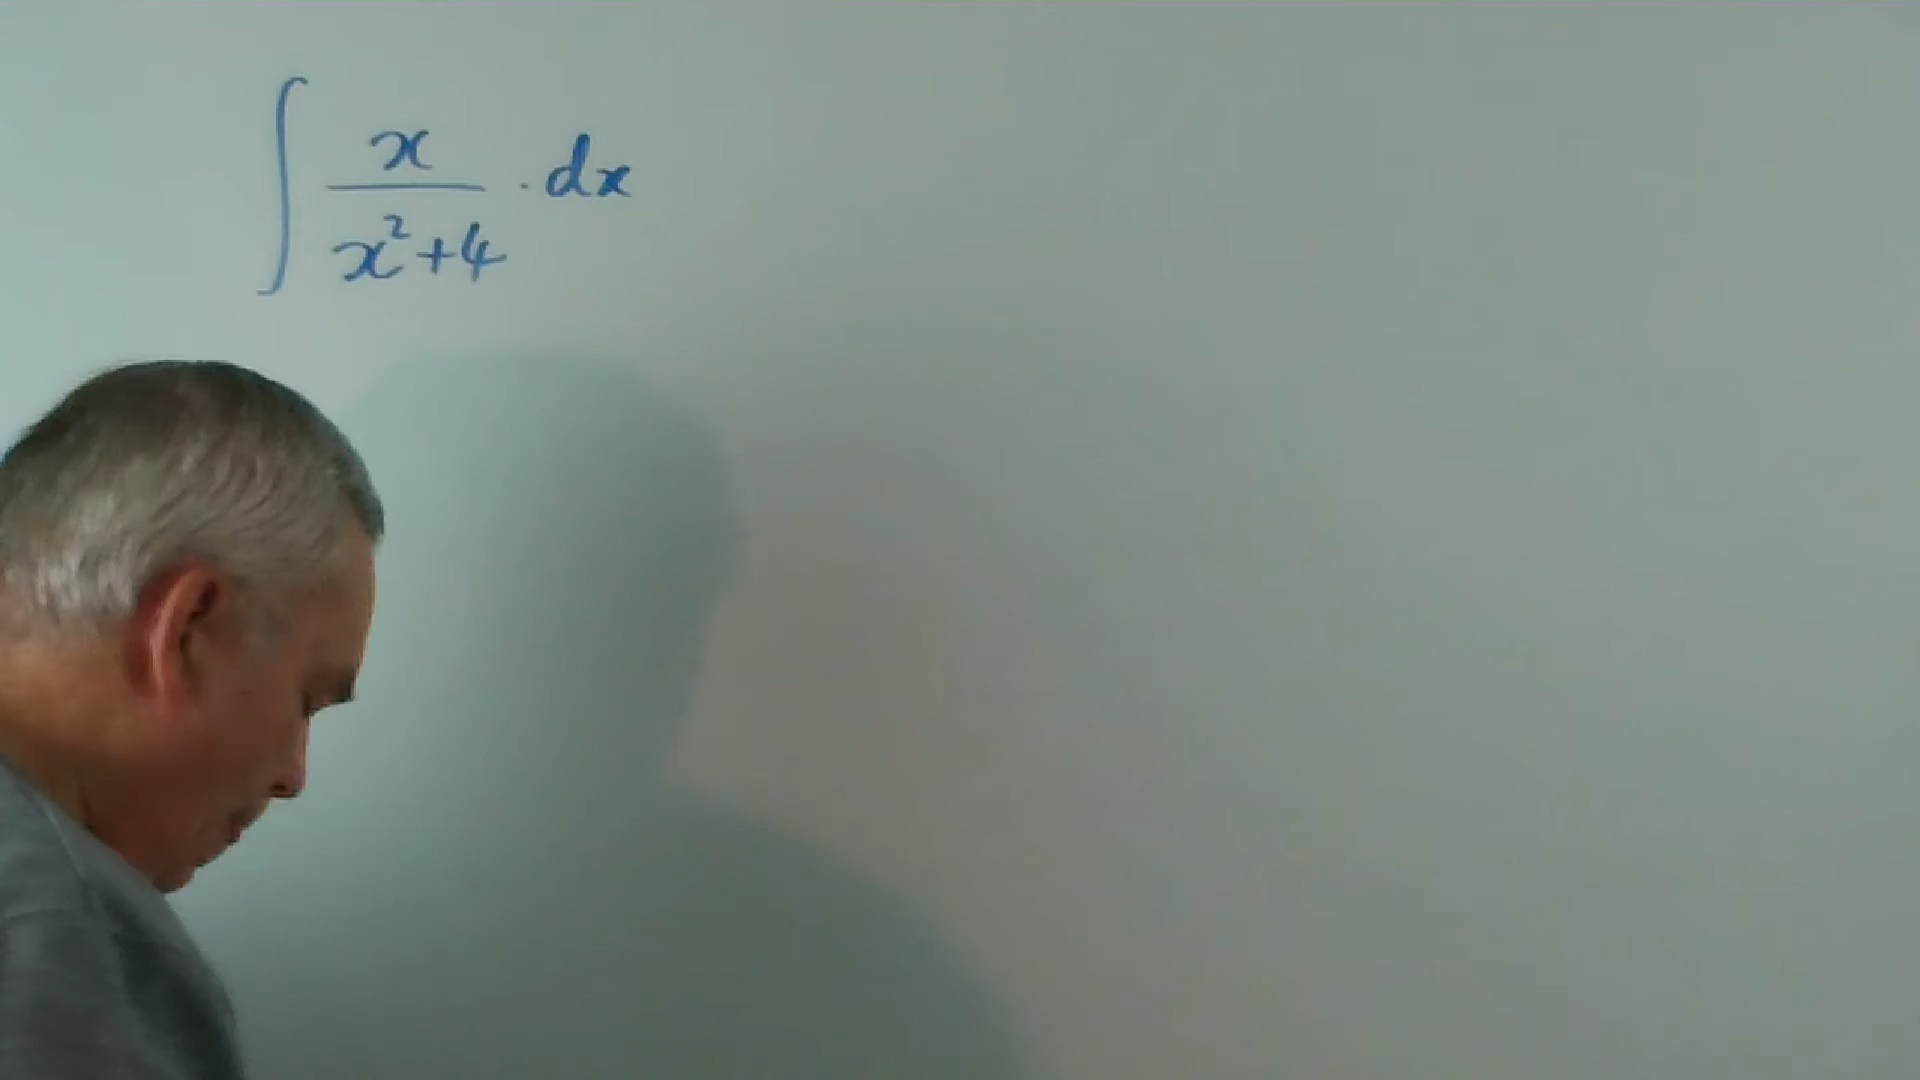 ∫ x/(x²+4) · dx